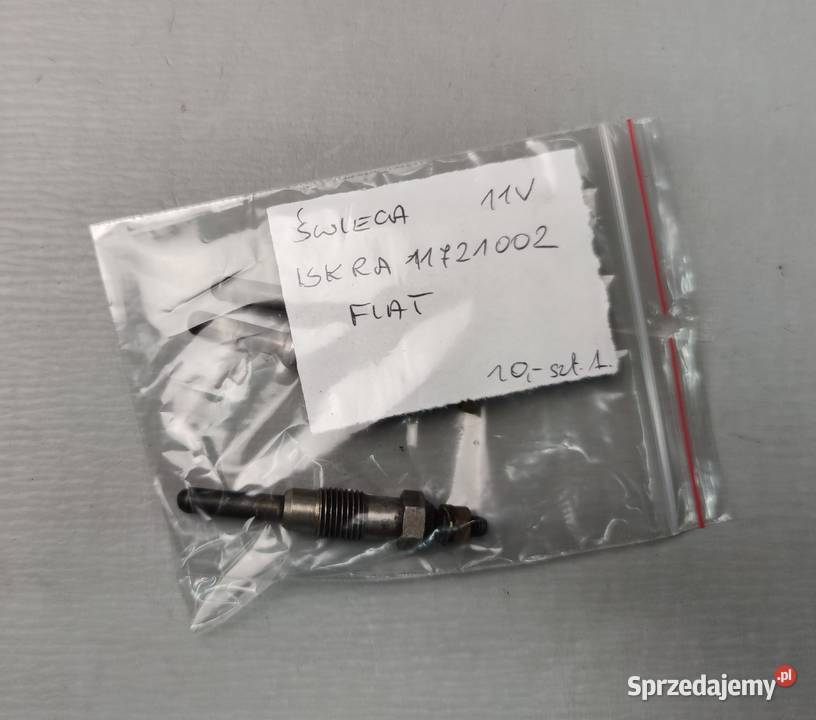 ŚWIECA 11V
ISKRA 11721002
FIAT
10,- szt. 1.
Sprzedajemy.pl